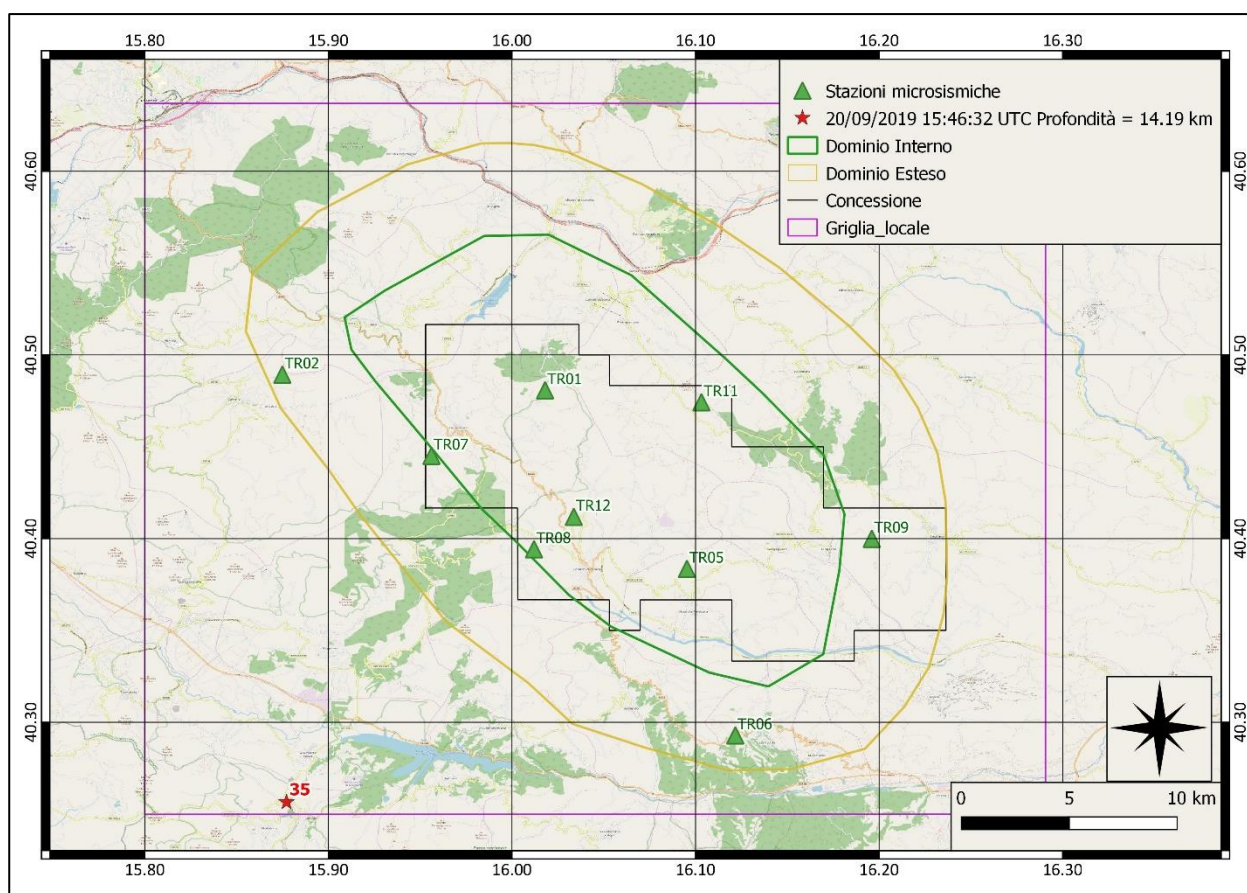 15.80 15.90 16.00 16.10 16.20 16.30
Stazioni microsismiche
20/09/2019 15:46:32 UTC Profondità = 14.19 km
Dominio Interno
Dominio Esteso
Concessione
Griglia_locale
40.60 40.60
40.50 40.50
TR02
TR01
TR11
TR07
TR12
TR08
TR09
40.40 40.40
TR05
40.30 40.30
TR06
35
0 5 10 km
15.80 15.90 16.00 16.10 16.20 16.30